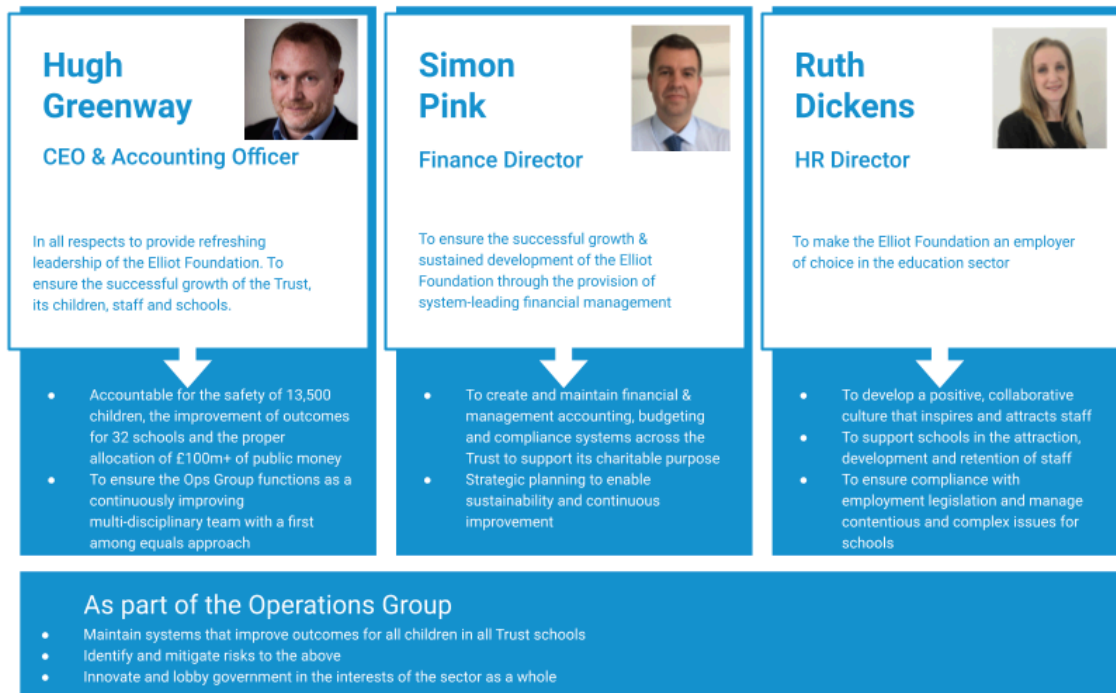 Hugh
Greenway
CEO & Accounting Officer
In all respects to provide refreshing
leadership of the Elliot Foundation. To
ensure the successful growth of the Trust,
its children, staff and schools.
● Accountable for the safety of 13,500
children, the improvement of outcomes
for 32 schools and the proper
allocation of £100m+ of public money
● To ensure the Ops Group functions as a
continuously improving
multi-disciplinary team with a first
among equals approach
Simon
Pink
Finance Director
To ensure the successful growth &
sustained development of the Elliot
Foundation through the provision of
system-leading financial management
● To create and maintain financial &
management accounting, budgeting
and compliance systems across the
Trust to support its charitable purpose
● Strategic planning to enable
sustainability and continuous
improvement
Ruth
Dickens
HR Director
To make the Elliot Foundation an employer
of choice in the education sector
● To develop a positive, collaborative
culture that inspires and attracts staff
● To support schools in the attraction,
development and retention of staff
● To ensure compliance with
employment legislation and manage
contentious and complex issues for
schools
As part of the Operations Group
● Maintain systems that improve outcomes for all children in all Trust schools
● Identify and mitigate risks to the above
● Innovate and lobby government in the interests of the sector as a whole